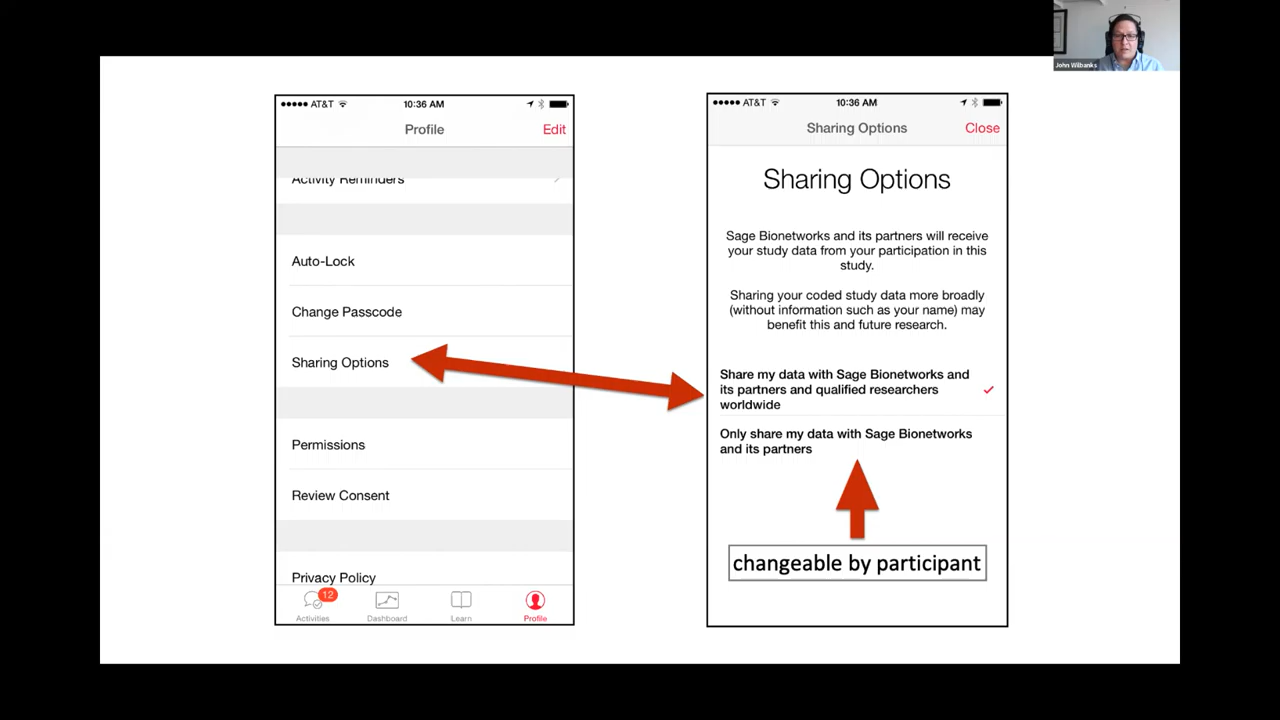 John Wilbanks
AT&T
10:36 AM
Profile
Edit
Activity Reminders
Auto-Lock
Change Passcode
Sharing Options
Permissions
Review Consent
Privacy Policy
12
Activities
Dashboard
Learn
Profile
AT&T
10:36 AM
Sharing Options
Close
Sharing Options
Sage Bionetworks and its partners will receive
your study data from your participation in this
study.
Sharing your coded study data more broadly
(without information such as your name) may
benefit this and future research.
Share my data with Sage Bionetworks and
its partners and qualified researchers
worldwide
Only share my data with Sage Bionetworks
and its partners
changeable by participant